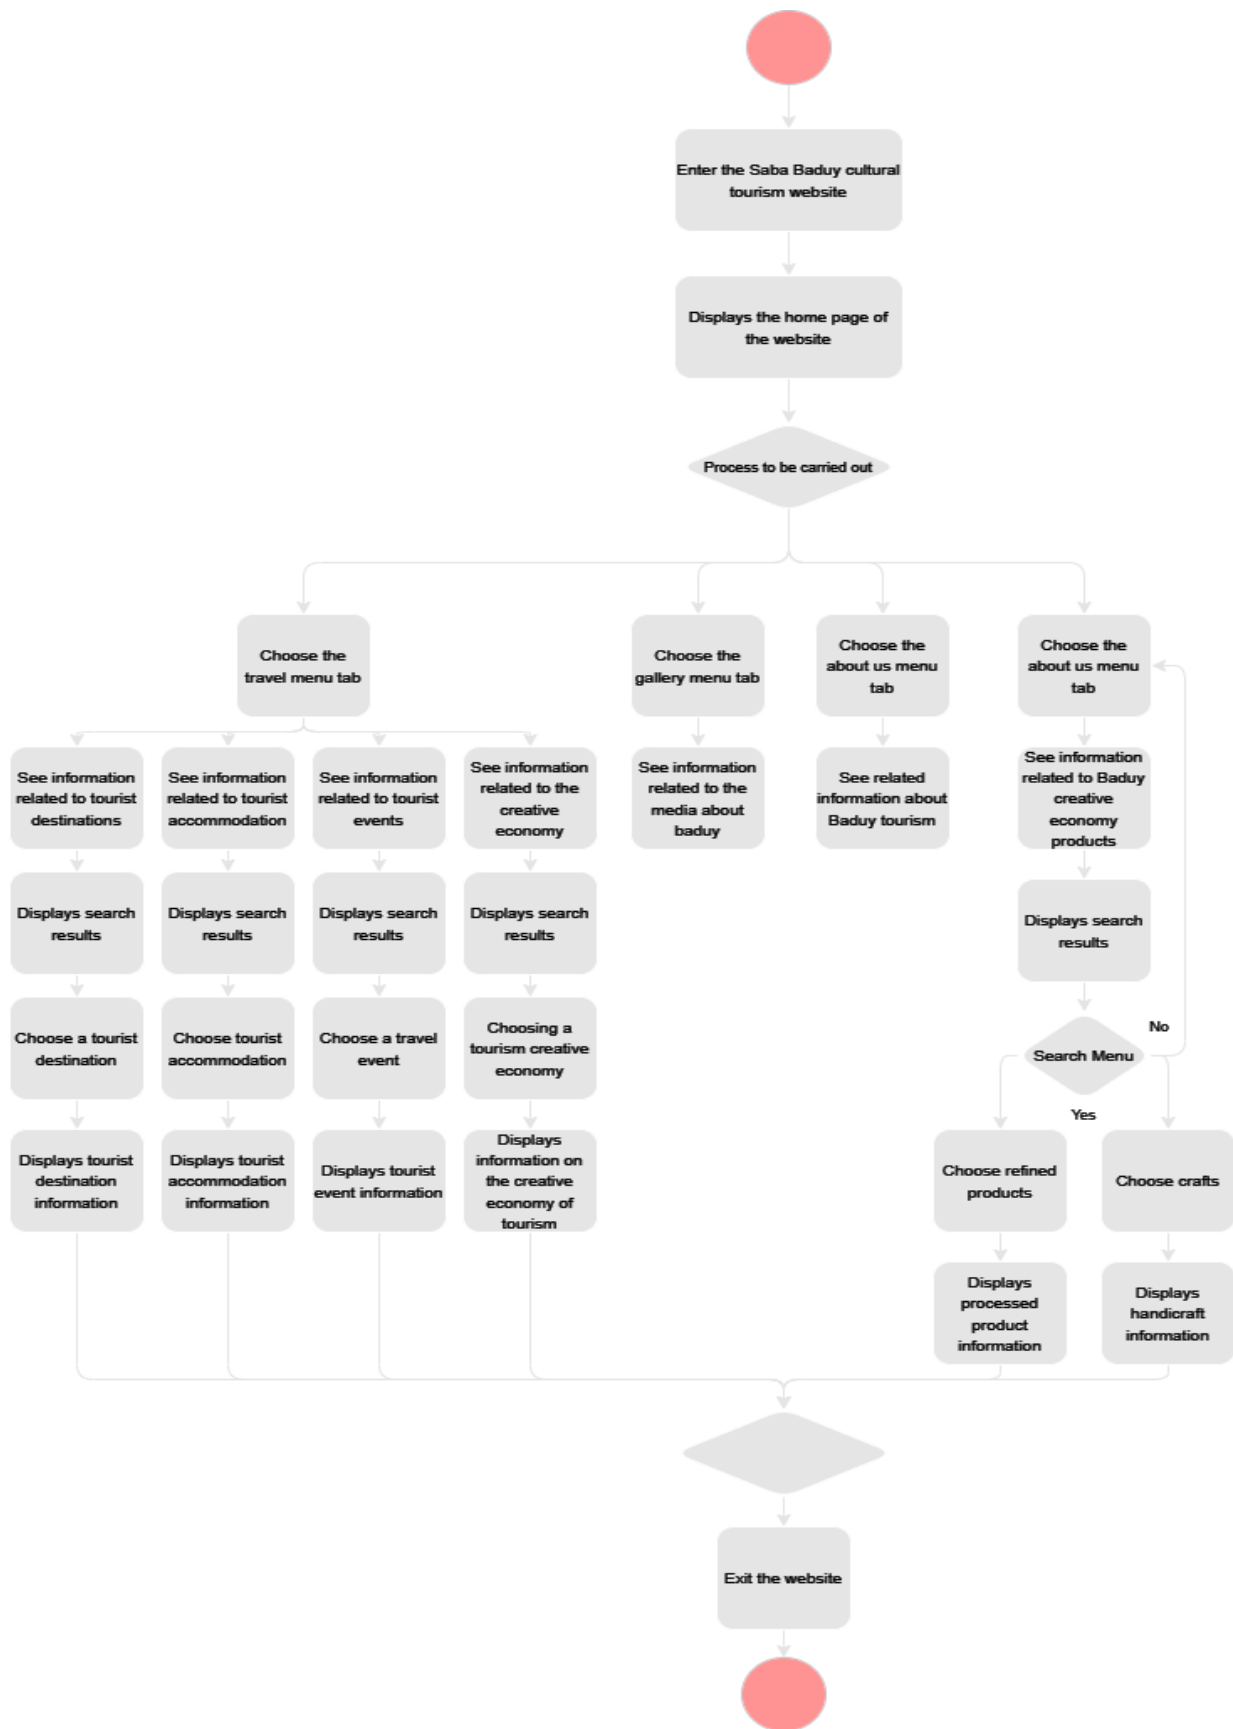 Enter the Saba Baduy cultural
tourism website
Displays the home page of
the website
Process to be carried out
Choose the
travel menu tab
Choose the
gallery menu tab
Choose the
about us menu
tab
Choose the
about us menu
tab
See information
related to tourist
destinations
See information
related to tourist
accommodation
See information
related to tourist
events
See information
related to the
creative
economy
See information
related to the
media about
baduy
See related
information about
Baduy tourism
See information
related to Baduy
creative
economy
products
Displays search
results
Displays search
results
Displays search
results
Displays search
results
Displays search
results
Choose a tourist
destination
Choose tourist
accommodation
Choose a travel
event
Choosing a
tourism creative
economy
No
Search Menu
Yes
Displays tourist
destination
information
Displays tourist
accommodation
information
Displays tourist
event information
Displays
information on
the creative
economy of
tourism
Choose refined
products
Choose crafts
Displays
processed
product
information
Displays
handicraft
information
Exit the website